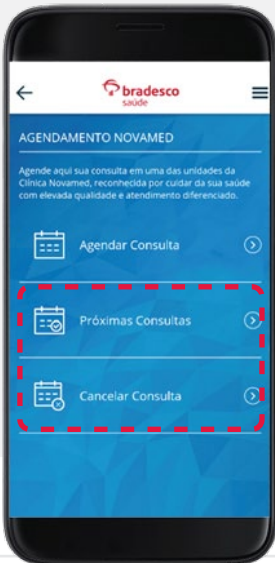 bradesco
saúde
AGENDAMENTO NOVAMED
Agende aqui sua consulta em uma das unidades da
Clínica Novamed, reconhecida por cuidar da sua saúde
com elevada qualidade e atendimento diferenciado.
Agendar Consulta
Próximas Consultas
Cancelar Consulta